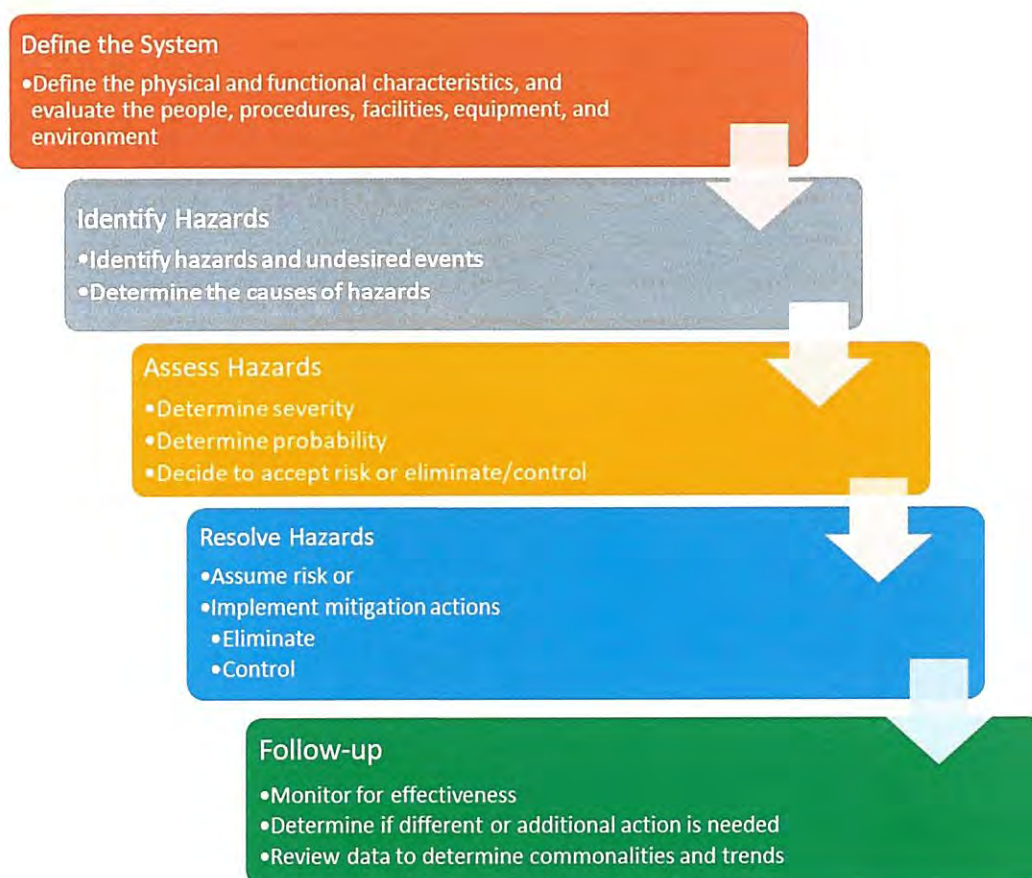 Define the System
•Define the physical and functional characteristics, and
evaluate the people, procedures, facilities, equipment, and
environment
Identify Hazards
•Identify hazards and undesired events
•Determine the causes of hazards
Assess Hazards
•Determine severity
•Determine probability
•Decide to accept risk or eliminate/control
Resolve Hazards
•Assume risk or
•Implement mitigation actions
•Eliminate
•Control
Follow-up
•Monitor for effectiveness
•Determine if different or additional action is needed
•Review data to determine commonalities and trends